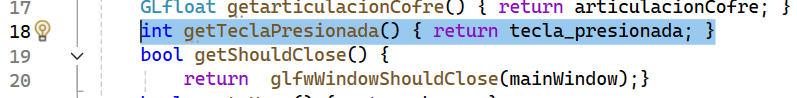 17 GLfloat getarticulacionCofre() { return articulacionCofre; }
18 int getTeclaPresionada() { return tecla_presionada; }
19 bool getShouldClose() {
20 return glfwWindowShouldClose(mainWindow);}